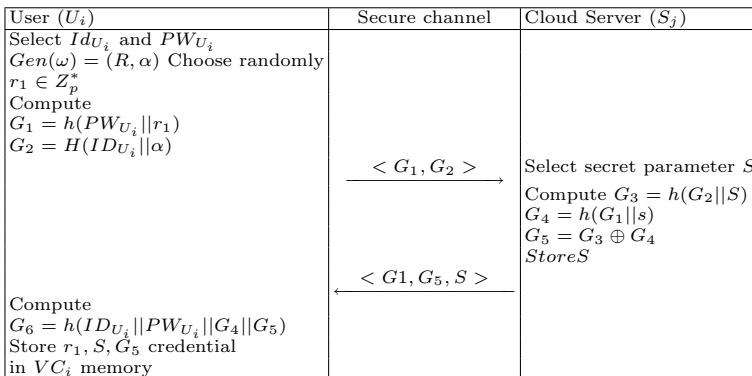 User (U_i) Secure channel Cloud Server (S_j)
Select Id_{U_i} and PW_{U_i}
Gen(ω) = (R, α) Choose randomly
r_1 ∈ Z_p^*
Compute
G_1 = h(PW_{U_i}||r_1)
G_2 = H(ID_{U_i}||α)
< G_1, G_2 > Select secret parameter S
Compute G_3 = h(G_2||S)
G_4 = h(G_1||s)
G_5 = G_3 ⊕ G_4
StoreS
< G1, G_5, S >
Compute
G_6 = h(ID_{U_i}||PW_{U_i}||G_4||G_5)
Store r_1, S, G_5 credential
in VC_i memory